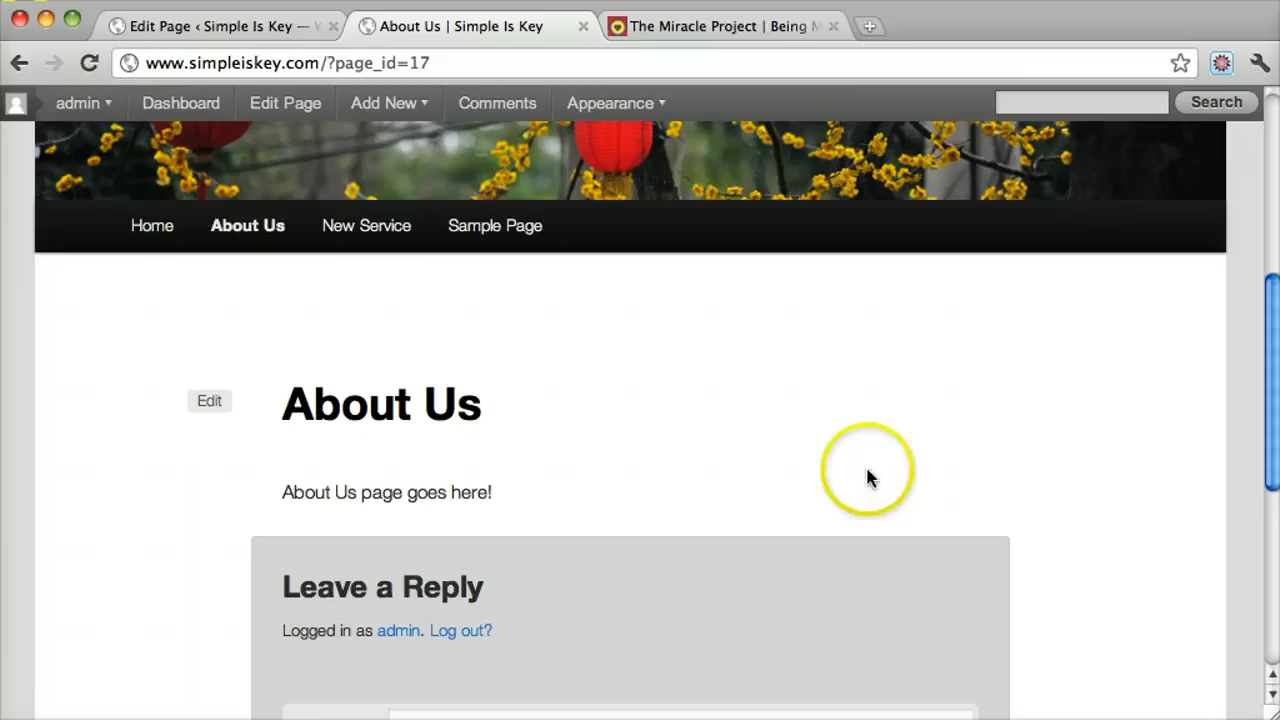 Edit Page ‹ Simple Is Key — W
About Us | Simple Is Key
The Miracle Project | Being M
www.simpleiskey.com/?page_id=17
admin
Dashboard
Edit Page
Add New
Comments
Appearance
Search
Home
About Us
New Service
Sample Page
Edit
About Us
About Us page goes here!
Leave a Reply
Logged in as admin. Log out?